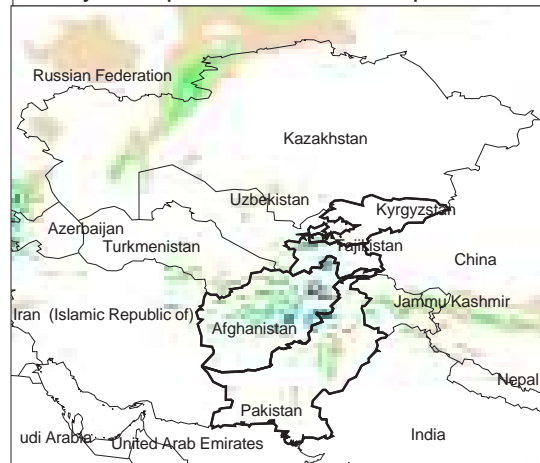 Russian Federation
Kazakhstan
Uzbekistan
Kyrgyzstan
Azerbaijan
Turkmenistan
Tajikistan
China
Jammu/Kashmir
Iran (Islamic Republic of)
Afghanistan
Nepal
Pakistan
udi Arabia
United Arab Emirates
India